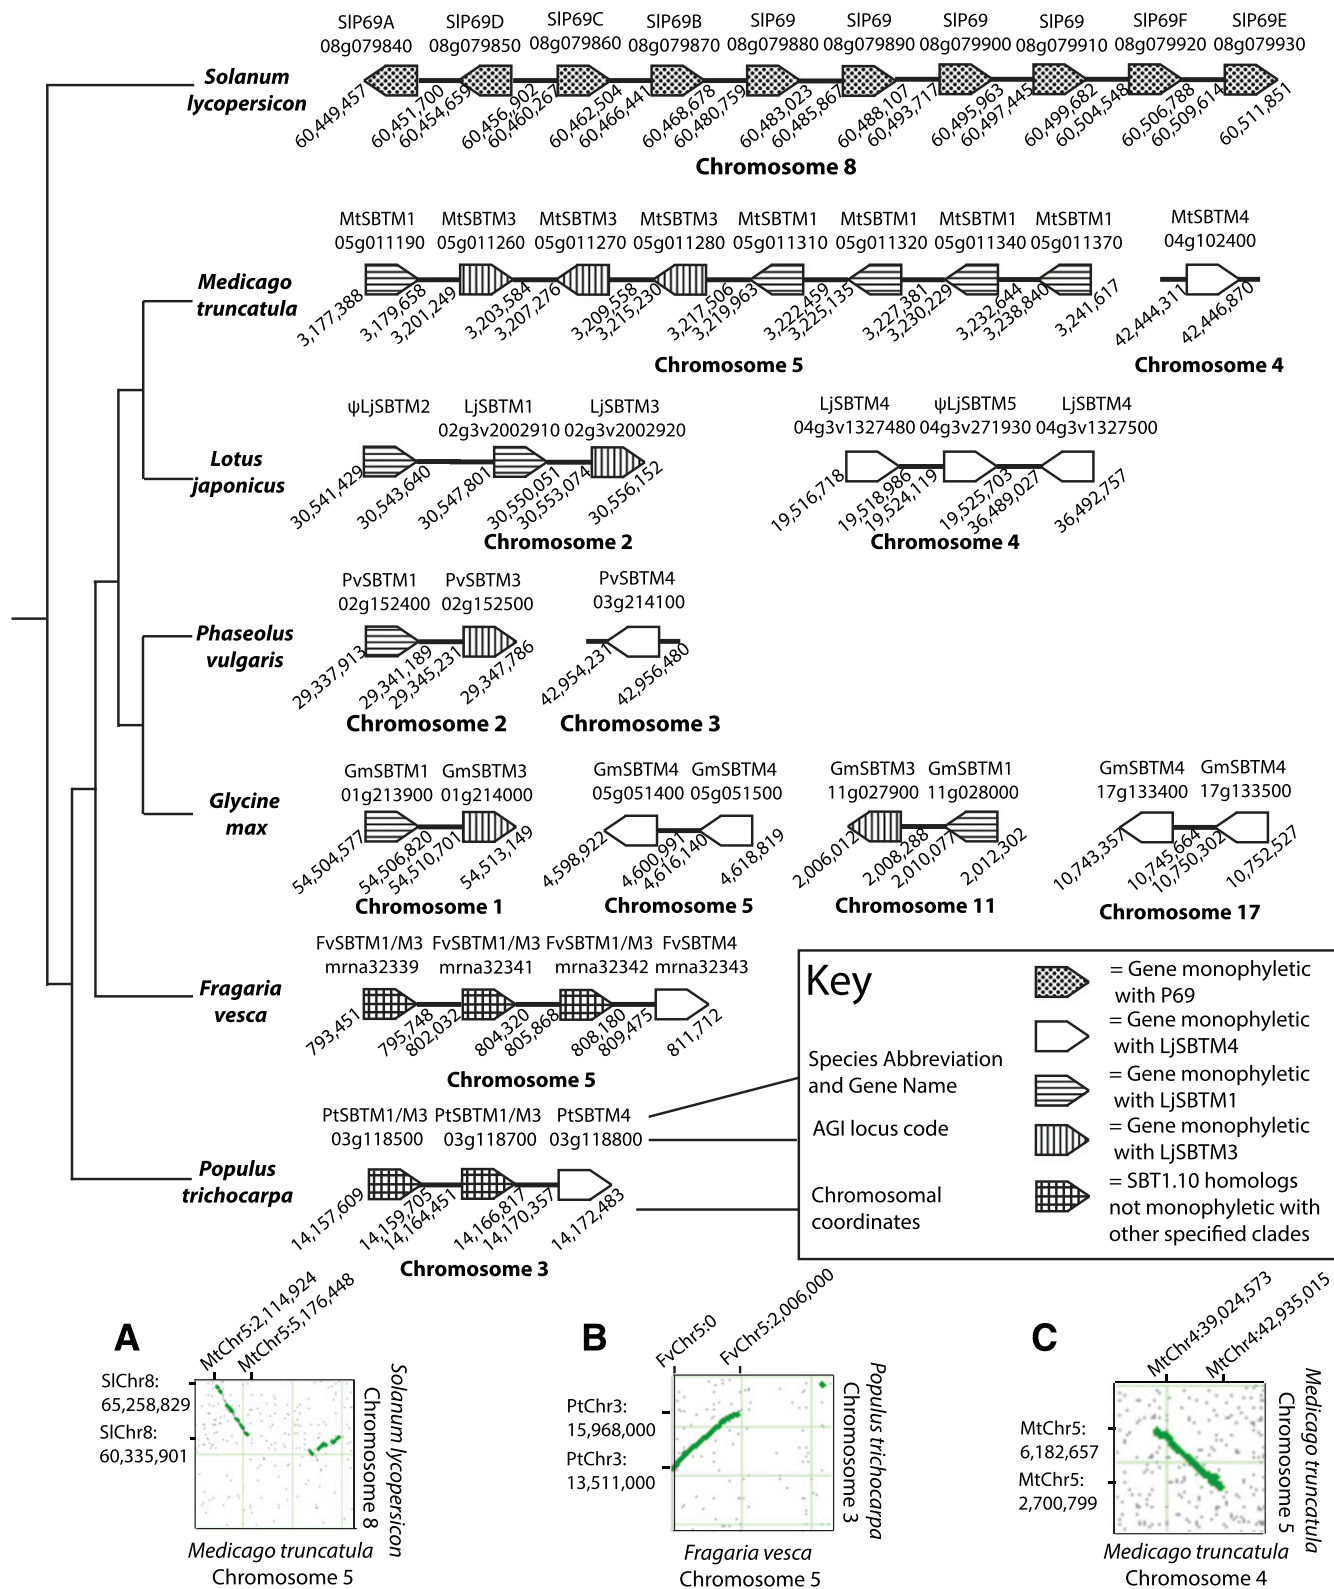 SlP69A SlP69D SlP69C SlP69B SlP69 SlP69 SlP69 SlP69 SlP69F SlP69E
08g079840 08g079850 08g079860 08g079870 08g079880 08g079890 08g079900 08g079910 08g079920 08g079930
Solanum
lycopersicon
60,449,457 60,451,700 60,454,659 60,456,902 60,460,267 60,462,504 60,466,441 60,468,678 60,480,759 60,483,023 60,485,867 60,488,107 60,493,717 60,495,963 60,497,445 60,499,682 60,504,548 60,506,788 60,509,614 60,511,851
Chromosome 8
MtSBTM1 MtSBTM3 MtSBTM3 MtSBTM3 MtSBTM1 MtSBTM1 MtSBTM1 MtSBTM1 MtSBTM4
05g011190 05g011260 05g011270 05g011280 05g011310 05g011320 05g011340 05g011370 04g102400
Medicago
truncatula
3,177,388 3,179,658 3,201,249 3,203,584 3,207,276 3,209,558 3,215,230 3,217,506 3,219,963 3,222,459 3,225,135 3,227,381 3,230,229 3,232,644 3,238,840 3,241,617 42,444,311 42,446,870
Chromosome 5 Chromosome 4
ψLjSBTM2 LjSBTM1 LjSBTM3 LjSBTM4 ψLjSBTM5 LjSBTM4
02g3v2002910 02g3v2002920 04g3v1327480 04g3v271930 04g3v1327500
Lotus
japonicus
30,541,429 30,543,640 30,547,801 30,550,051 30,553,074 30,556,152 19,516,718 19,518,986 19,524,119 19,525,703 36,489,027 36,492,757
Chromosome 2 Chromosome 4
PvSBTM1 PvSBTM3 PvSBTM4
02g152400 02g152500 03g214100
Phaseolus
vulgaris
29,337,913 29,341,189 29,345,231 29,347,786 42,954,231 42,956,480
Chromosome 2 Chromosome 3
GmSBTM1 GmSBTM3 GmSBTM4 GmSBTM4 GmSBTM3 GmSBTM1 GmSBTM4 GmSBTM4
01g213900 01g214000 05g051400 05g051500 11g027900 11g028000 17g133400 17g133500
Glycine
max
54,504,577 54,506,820 54,510,701 54,513,149 4,598,922 4,600,991 4,616,140 4,618,819 2,006,012 2,008,288 2,010,077 2,012,302 10,743,357 10,745,664 10,750,302 10,752,527
Chromosome 1 Chromosome 5 Chromosome 11 Chromosome 17
FvSBTM1/M3 FvSBTM1/M3 FvSBTM1/M3 FvSBTM4
mrna32339 mrna32341 mrna32342 mrna32343
Fragaria
vesca
793,451 795,748 802,032 804,320 805,868 808,180 809,475 811,712
Chromosome 5
PtSBTM1/M3 PtSBTM1/M3 PtSBTM4
03g118500 03g118700 03g118800
Populus
trichocarpa
14,157,609 14,159,705 14,164,451 14,166,817 14,170,357 14,172,483
Chromosome 3
Key
Species Abbreviation
and Gene Name
AGI locus code
Chromosomal
coordinates
= Gene monophyletic
with P69
= Gene monophyletic
with LjSBTM4
= Gene monophyletic
with LjSBTM1
= Gene monophyletic
with LjSBTM3
= SBT1.10 homologs
not monophyletic with
other specified clades
A
MtChr5:2,114,924
MtChr5:5,176,448
SlChr8:
65,258,829
SlChr8:
60,335,901
Solanum lycopersicon
Chromosome 8
Medicago truncatula
Chromosome 5
B
FvChr5:0
FvChr5:2,006,000
PtChr3:
15,968,000
PtChr3:
13,511,000
Populus trichocarpa
Chromosome 3
Fragaria vesca
Chromosome 5
C
MtChr4:39,024,573
MtChr4:42,935,015
MtChr5:
6,182,657
MtChr5:
2,700,799
Medicago truncatula
Chromosome 5
Medicago truncatula
Chromosome 4